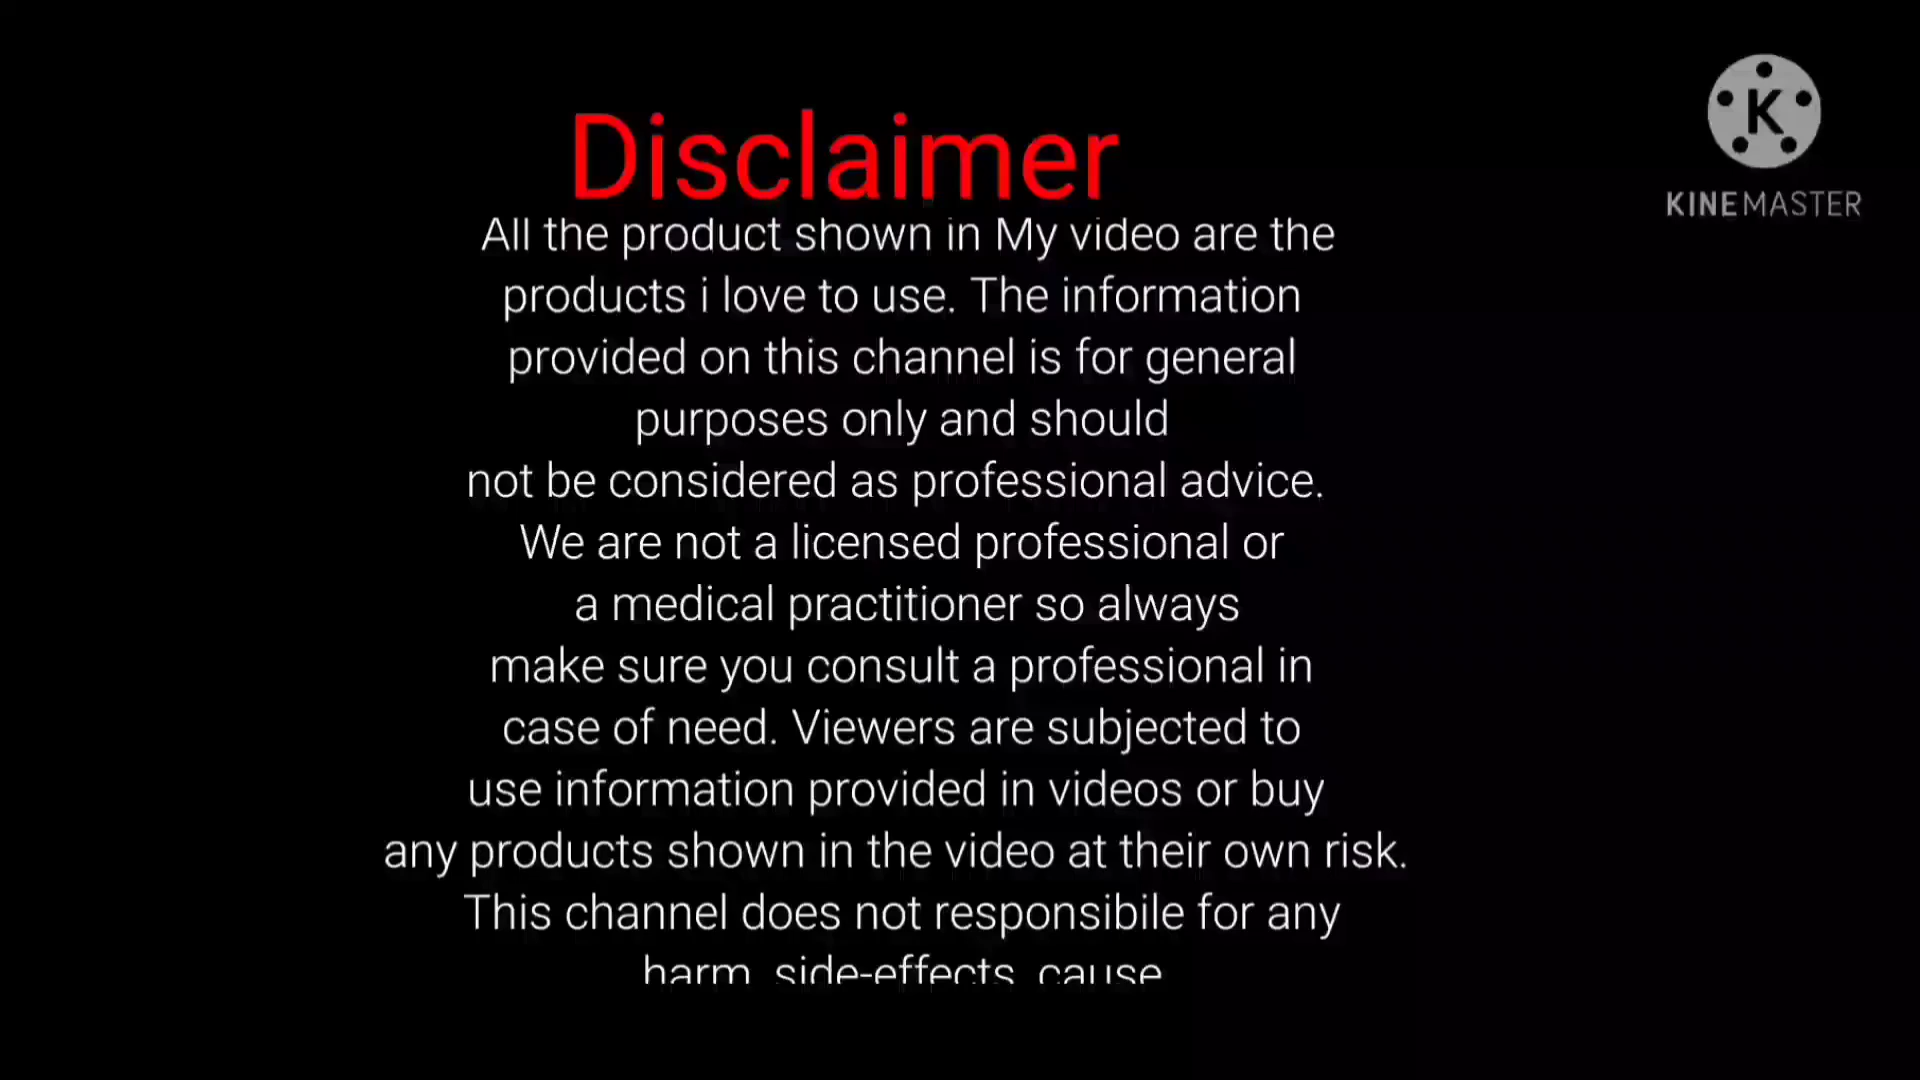 Disclaimer
All the product shown in My video are the
products i love to use. The information
provided on this channel is for general
purposes only and should
not be considered as professional advice.
We are not a licensed professional or
a medical practitioner so always
make sure you consult a professional in
case of need. Viewers are subjected to
use information provided in videos or buy
any products shown in the video at their own risk.
This channel does not responsibile for any
harm, side-effects, cause
K
KINEMASTER